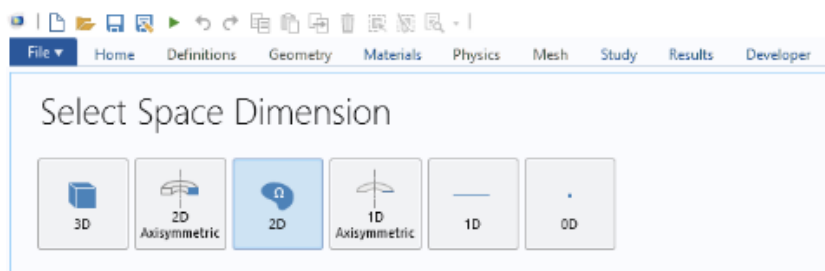 File Home Definitions Geometry Materials Physics Mesh Study Results Developer
Select Space Dimension
3D
2D
Axisymmetric
Ω
2D
1D
Axisymmetric
1D
0D